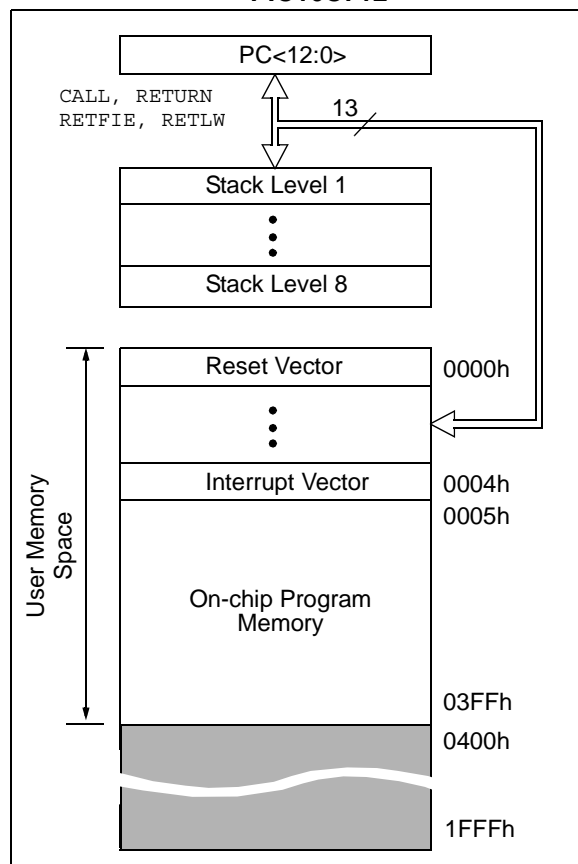 PC<12:0>
CALL, RETURN
RETFIE, RETLW
13
Stack Level 1
Stack Level 8
Reset Vector
0000h
Interrupt Vector
0004h
0005h
User Memory
Space
On-chip Program
Memory
03FFh
0400h
1FFFh